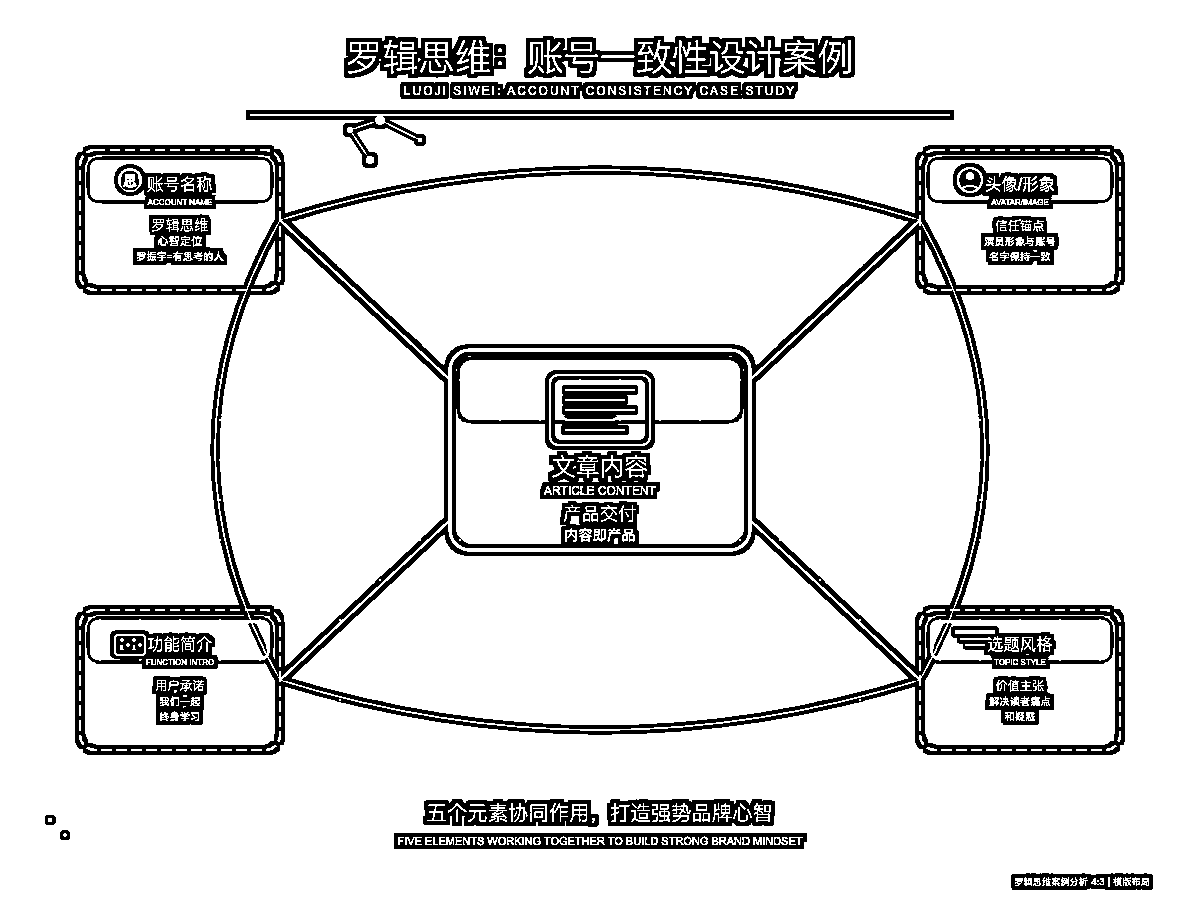 罗辑思维：账号一致性设计案例
LUOJI SIWEI: ACCOUNT CONSISTENCY CASE STUDY
思
账号名称
ACCOUNT NAME
罗辑思维
心智定位
罗振宇=有思考的人
头像/形象
AVATAR/IMAGE
信任锚点
演员形象与账号
名字保持一致
文章内容
ARTICLE CONTENT
产品交付
内容即产品
功能简介
FUNCTION INTRO
用户承诺
我们一起
终身学习
选题风格
TOPIC STYLE
价值主张
解决读者痛点
和疑惑
五个元素协同作用，打造强势品牌心智
FIVE ELEMENTS WORKING TOGETHER TO BUILD STRONG BRAND MINDSET
罗辑思维案例分析 4:3 | 横版布局